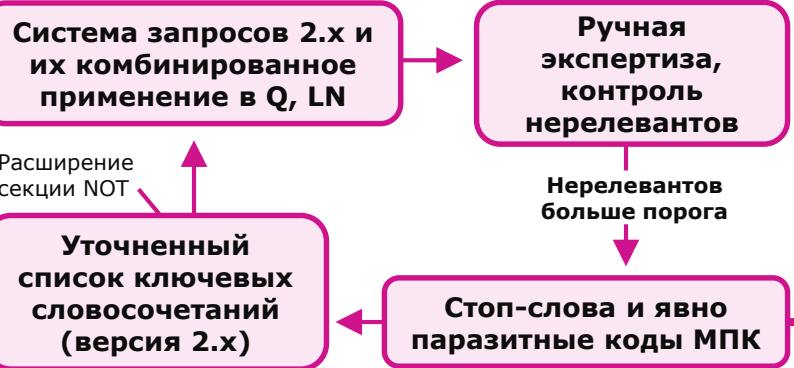 Система запросов 2.x и
их комбинированное
применение в Q, LN
Ручная
экспертиза,
контроль
нерелевантов
Расширение
секции NOT
Нерелевантов
больше порога
Уточненный
список ключевых
словосочетаний
(версия 2.x)
Стоп-слова и явно
паразитные коды МПК